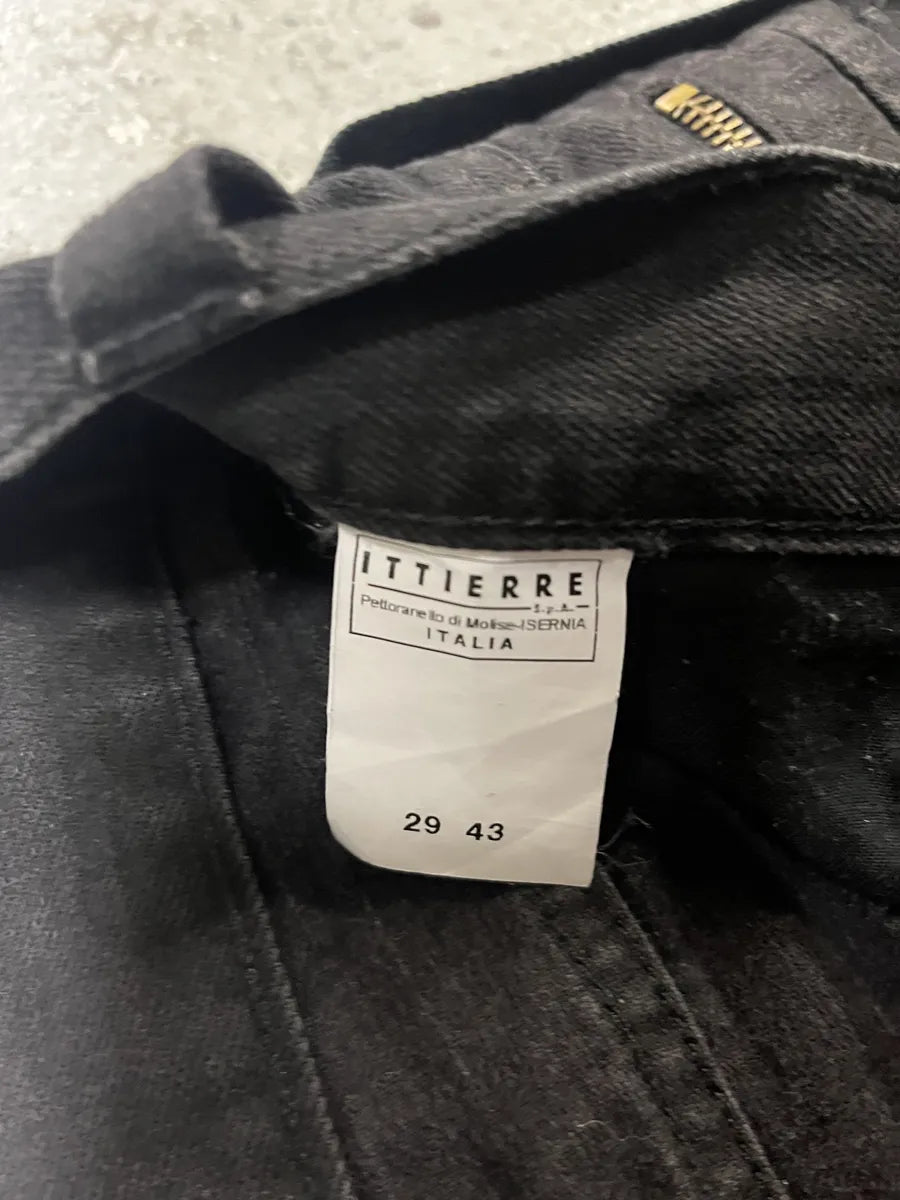 ITTIERRE
S.p.A.
Pettoranello di Molise-ISERNIA
ITALIA
29 43